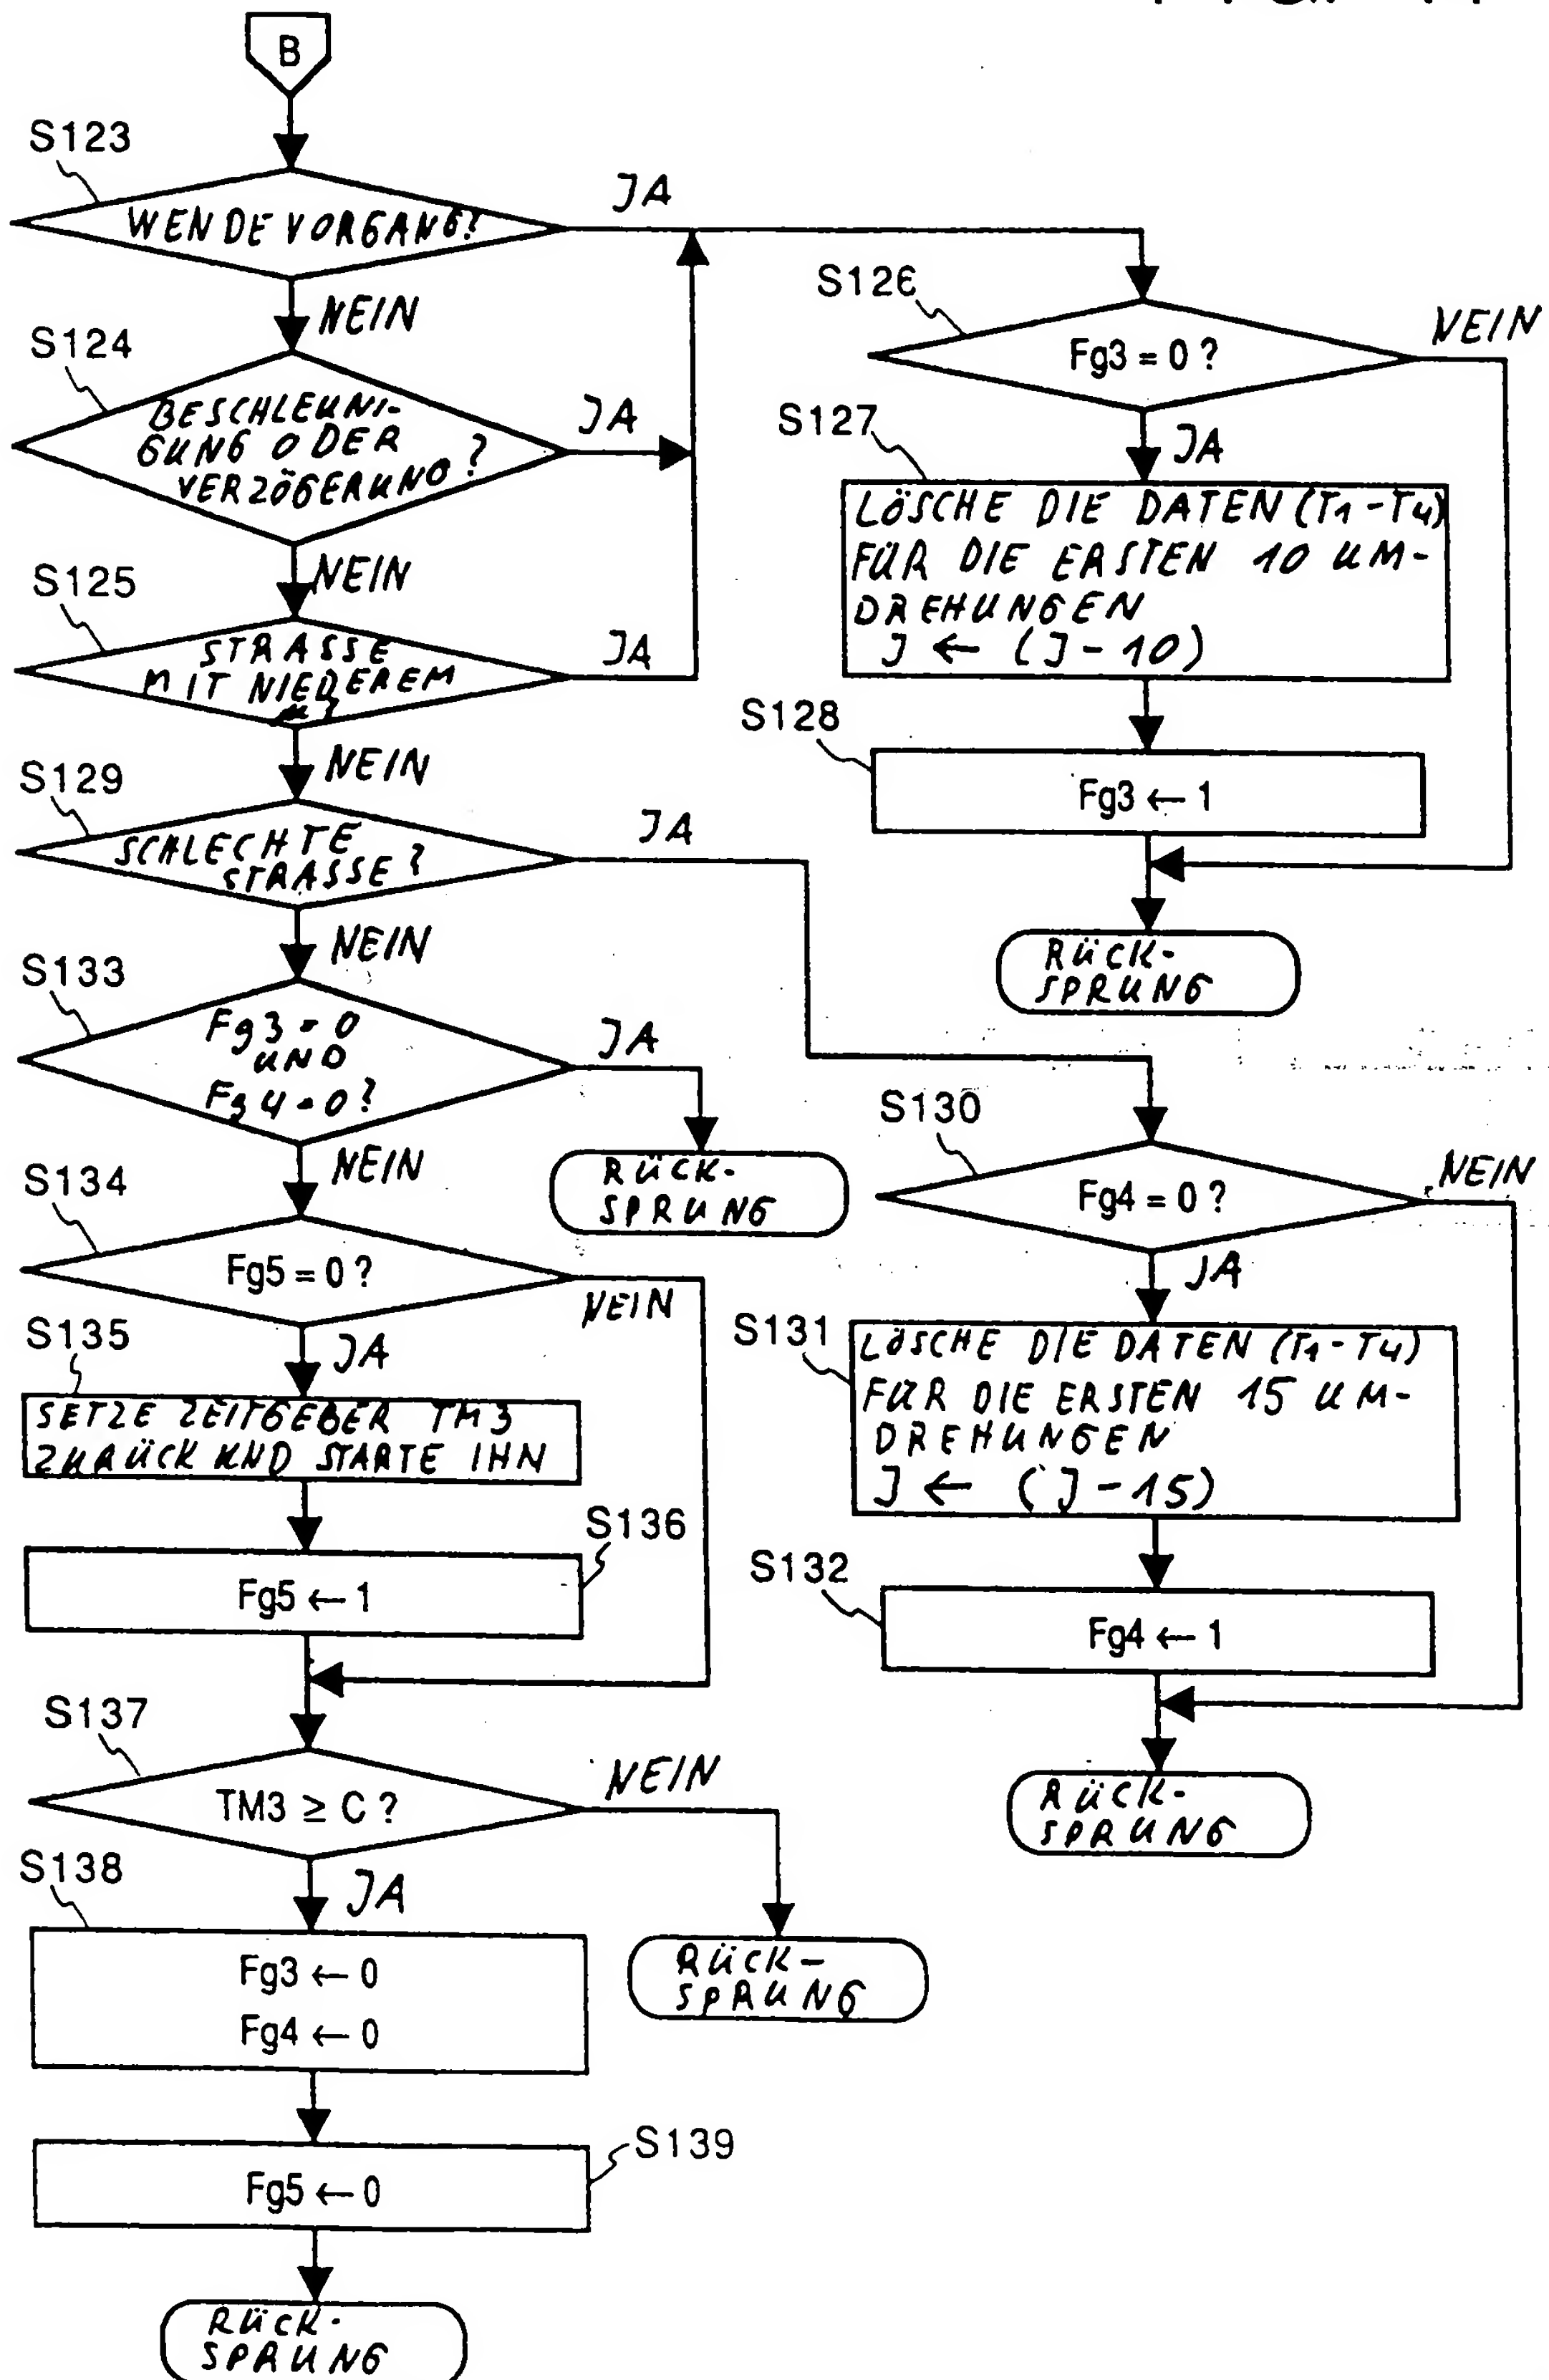 B
S123
WENDEVORGANG?
JA
NEIN
S124
BESCHLEUNI-
GUNG ODER
VERZÖGERUNG?
JA
NEIN
S125
STRASSE
MIT NIEDEREM
µ?
JA
NEIN
S126
Fg3 = 0 ?
NEIN
JA
S127
LÖSCHE DIE DATEN (T1-T4)
FÜR DIE ERSTEN 10 UM-
DREHUNGEN
J ← (J-10)
S128
Fg3 ← 1
RÜCK-
SPRUNG
S129
SCHLECHTE
STRASSE?
JA
NEIN
S133
Fg3=0
UND
Fg4=0?
JA
RÜCK-
SPRUNG
NEIN
S130
Fg4 = 0 ?
NEIN
JA
S131
LÖSCHE DIE DATEN (T1-T4)
FÜR DIE ERSTEN 15 UM-
DREHUNGEN
J ← (J-15)
S132
Fg4 ← 1
RÜCK-
SPRUNG
S134
Fg5 = 0 ?
NEIN
JA
S135
SETZE ZEITGEBER TM3
ZURÜCK UND STARTE IHN
S136
Fg5 ← 1
S137
TM3 ≥ C ?
NEIN
RÜCK-
SPRUNG
JA
S138
Fg3 ← 0
Fg4 ← 0
S139
Fg5 ← 0
RÜCK-
SPRUNG